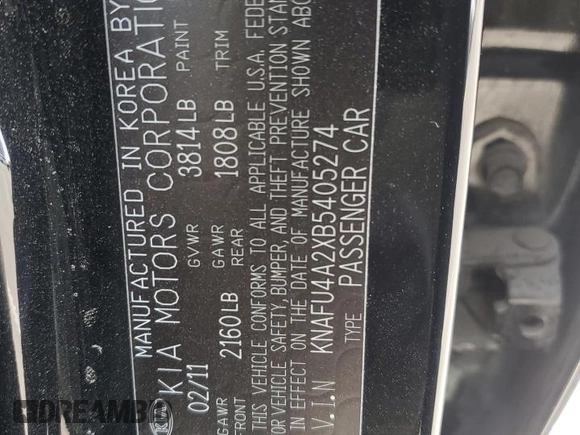 MANUFACTURED IN KOREA BY
KIA MOTORS CORPORATION
02/11 GVWR 3814LB PAINT
GAWR FRONT 2160LB GAWR REAR 1808LB TRIM
THIS VEHICLE CONFORMS TO ALL APPLICABLE U.S.A. FEDE
OR VEHICLE SAFETY, BUMPER, AND THEFT PREVENTION STAN
IN EFFECT ON THE DATE OF MANUFACTURE SHOWN ABO
V.I.N KNAFU4A2XB5405274
TYPE PASSENGER CAR
DREAMBID